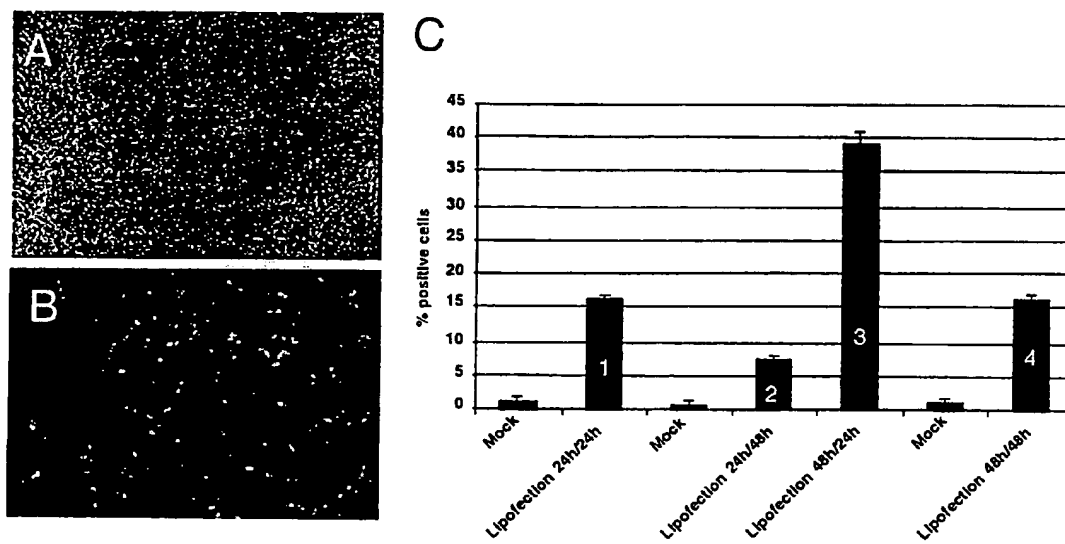 A
B
C
% positive cells
45
40
35
30
25
20
15
10
5
0
1
2
3
4
Mock
Lipofection 24h/24h
Mock
Lipofection 24h/48h
Lipofection 48h/24h
Mock
Lipofection 48h/48h